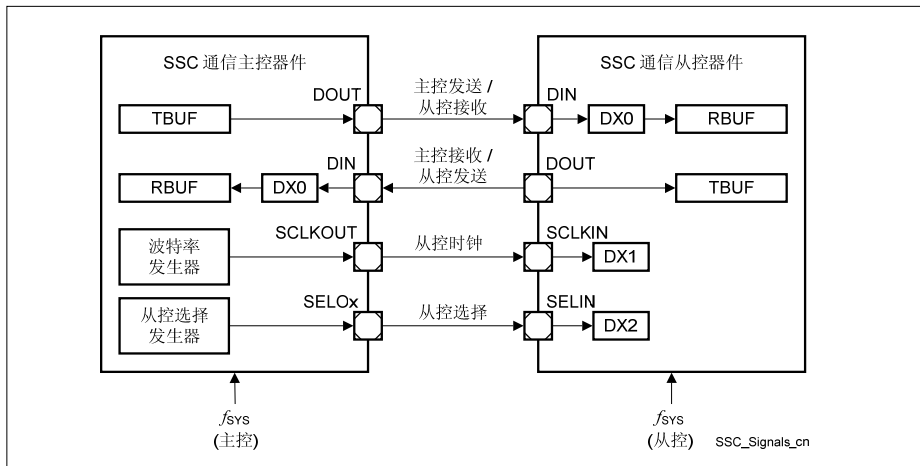 SSC 通信主控器件
SSC 通信从控器件
DOUT
主控发送 /
从控接收
DIN
TBUF
DX0
RBUF
DIN
主控接收 /
从控发送
DOUT
RBUF
DX0
TBUF
波特率
发生器
SCLKOUT
从控时钟
SCLKIN
DX1
从控选择
发生器
SELOx
从控选择
SELIN
DX2
fSYS
(主控)
fSYS
(从控)
SSC_Signals_cn